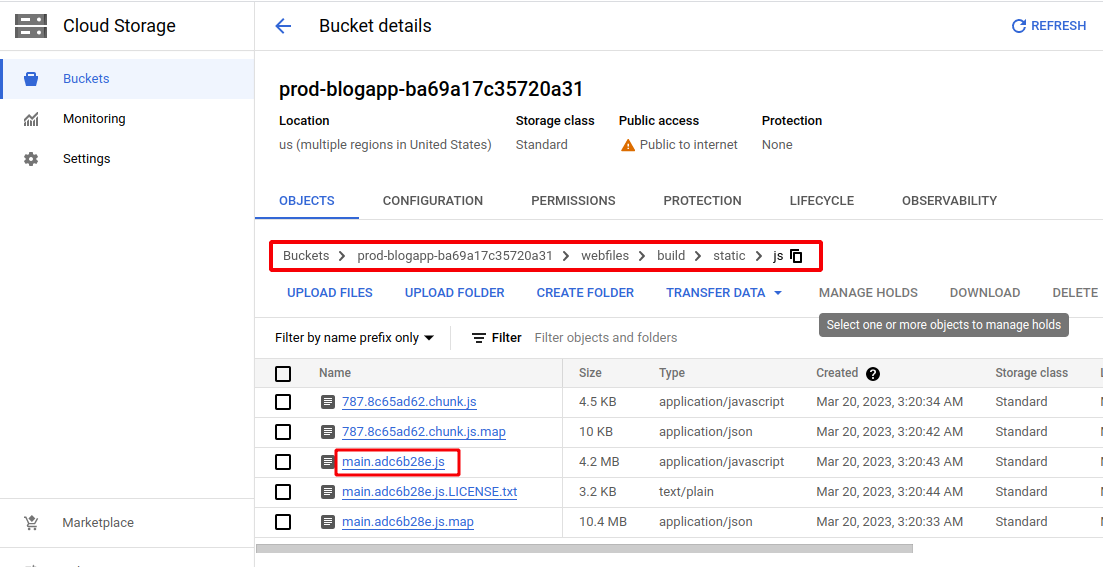 Cloud Storage
Bucket details
REFRESH
Buckets
Monitoring
Settings
Marketplace
prod-blogapp-ba69a17c35720a31
Location Storage class Public access Protection
us (multiple regions in United States) Standard Public to internet None
OBJECTS CONFIGURATION PERMISSIONS PROTECTION LIFECYCLE OBSERVABILITY
Buckets > prod-blogapp-ba69a17c35720a31 > webfiles > build > static > js
UPLOAD FILES UPLOAD FOLDER CREATE FOLDER TRANSFER DATA MANAGE HOLDS DOWNLOAD DELETE
Select one or more objects to manage holds
Filter by name prefix only Filter Filter objects and folders
Name Size Type Created Storage class
787.8c65ad62.chunk.js 4.5 KB application/javascript Mar 20, 2023, 3:20:34 AM Standard
787.8c65ad62.chunk.js.map 10 KB application/json Mar 20, 2023, 3:20:42 AM Standard
main.adc6b28e.js 4.2 MB application/javascript Mar 20, 2023, 3:20:43 AM Standard
main.adc6b28e.js.LICENSE.txt 3.2 KB text/plain Mar 20, 2023, 3:20:44 AM Standard
main.adc6b28e.js.map 10.4 MB application/json Mar 20, 2023, 3:20:33 AM Standard